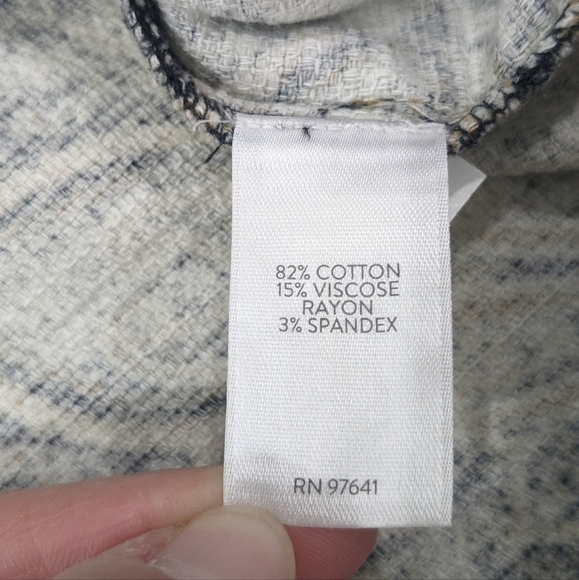 82% COTTON
15% VISCOSE
RAYON
3% SPANDEX
RN 97641